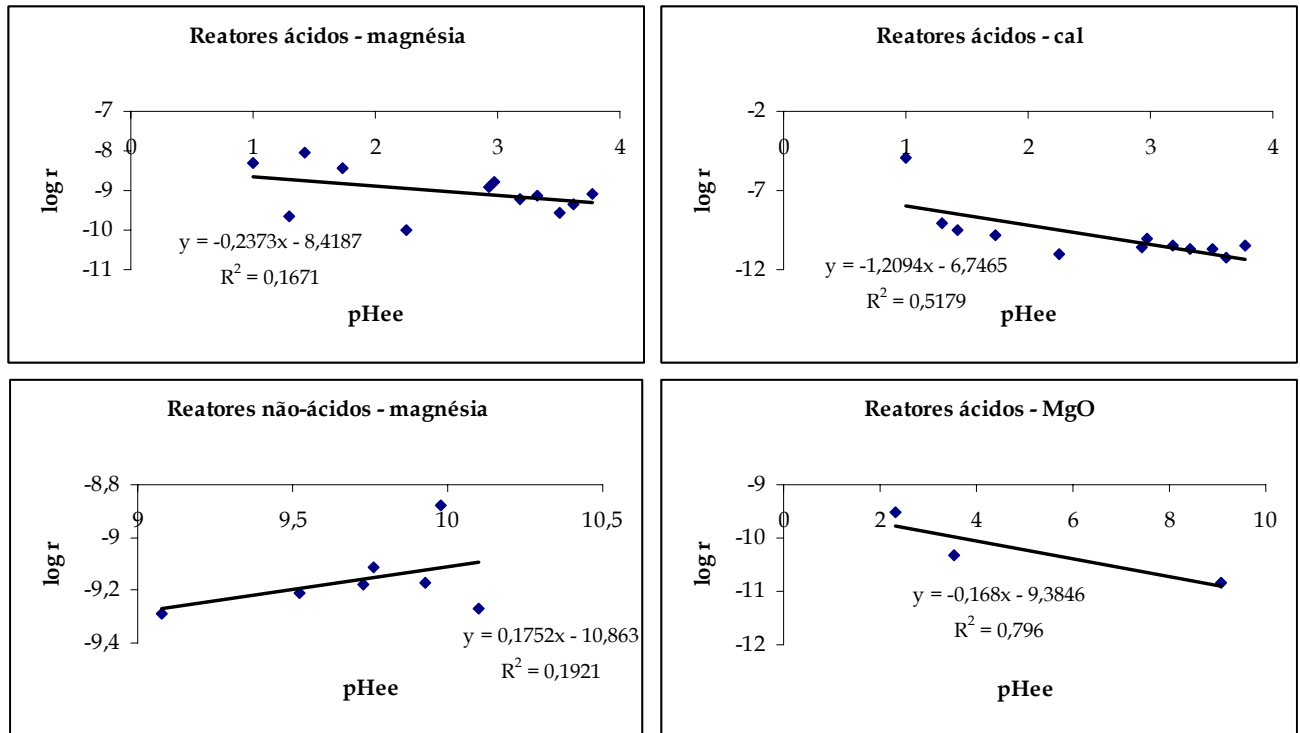 Reatores ácidos - magnésia
-7
0 1 2 3 4
-8
-9
-10
-11
log r
y = -0,2373x - 8,4187
R² = 0,1671
pHee
Reatores ácidos - cal
-2
0 1 2 3 4
-7
-12
log r
y = -1,2094x - 6,7465
R² = 0,5179
pHee
Reatores não-ácidos - magnésia
-8,8
9 9,5 10 10,5
-9
-9,2
-9,4
log r
y = 0,1752x - 10,863
R² = 0,1921
pHee
Reatores ácidos - MgO
-9
0 2 4 6 8 10
-10
-11
-12
log r
y = -0,168x - 9,3846
R² = 0,796
pHee